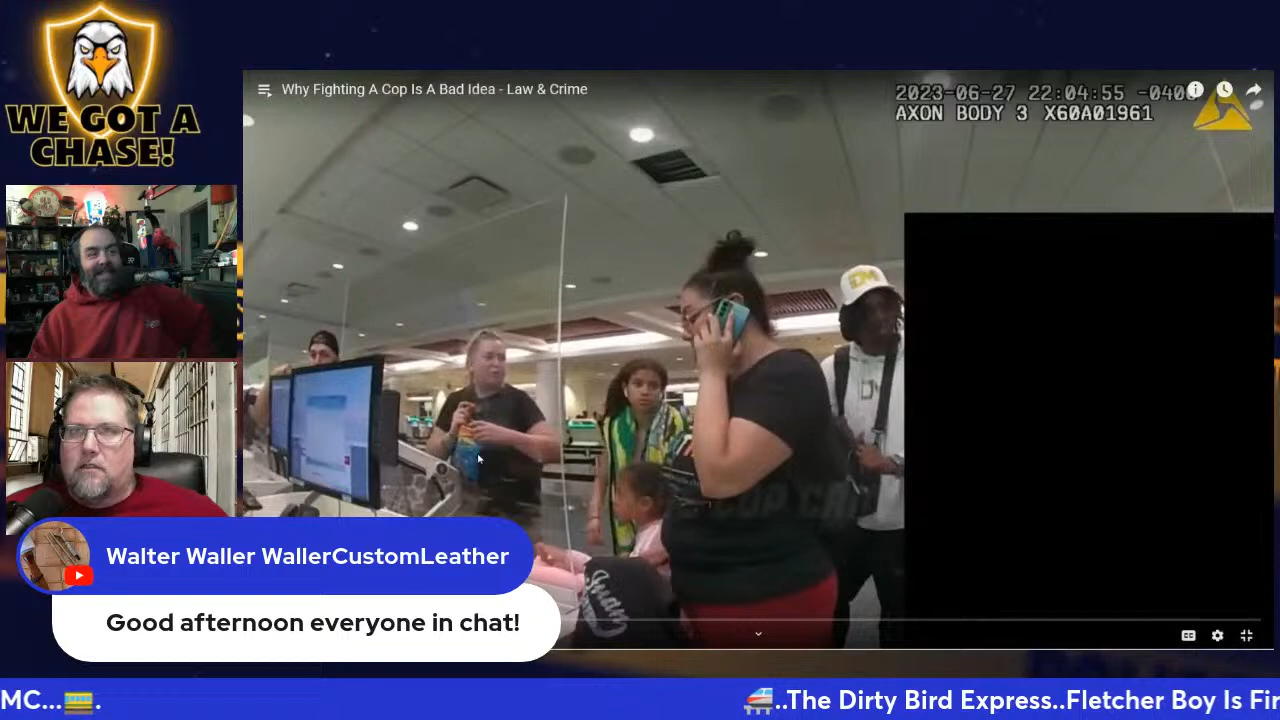 WE GOT A
CHASE!
Why Fighting A Cop Is A Bad Idea - Law & Crime
2023-06-27 22:04:55 -0400
AXON BODY 3 X60A01961
Walter Waller WallerCustomLeather
Good afternoon everyone in chat!
MC...🚃. 🚅..The Dirty Bird Express..Fletcher Boy Is Fir